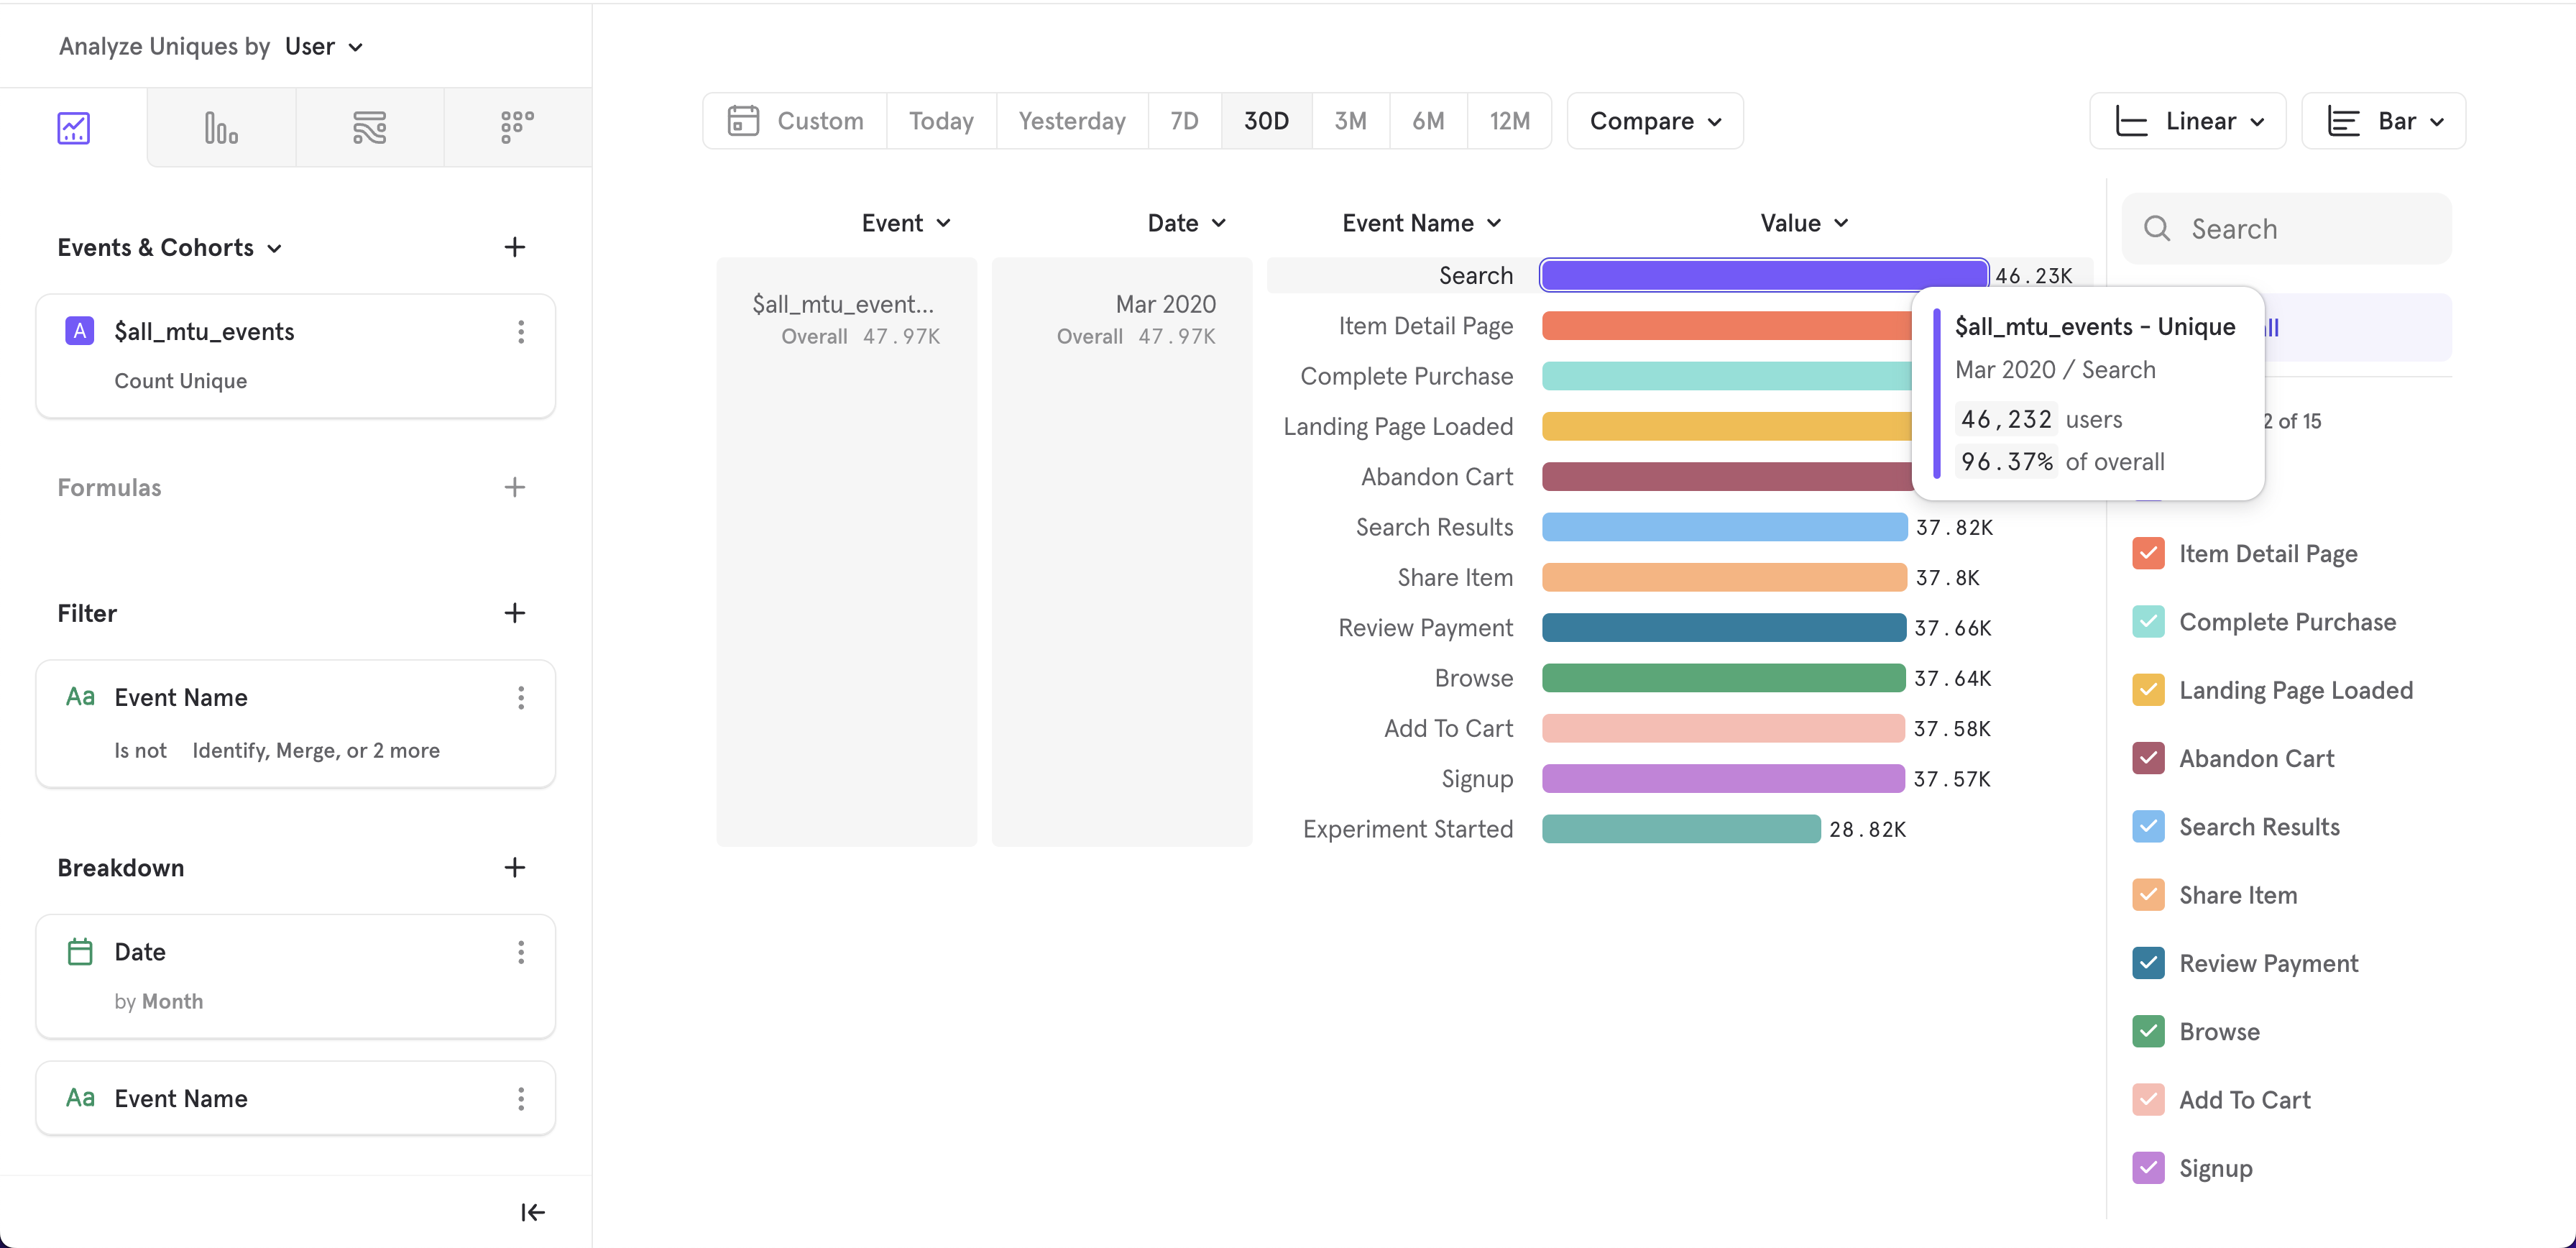 Analyze Uniques by User
Events & Cohorts
A $all_mtu_events
Count Unique
Formulas
Filter
Aa Event Name
Is not Identify, Merge, or 2 more
Breakdown
Date
by Month
Aa Event Name
Custom Today Yesterday 7D 30D 3M 6M 12M Compare Linear Bar
Event Date Event Name Value
$all_mtu_event...
Overall 47.97K
Mar 2020
Overall 47.97K
Search 46.23K
Item Detail Page
Complete Purchase
Landing Page Loaded
Abandon Cart
Search Results 37.82K
Share Item 37.8K
Review Payment 37.66K
Browse 37.64K
Add To Cart 37.58K
Signup 37.57K
Experiment Started 28.82K
$all_mtu_events - Unique
Mar 2020 / Search
46,232 users
96.37% of overall
Search
2 of 15
Item Detail Page
Complete Purchase
Landing Page Loaded
Abandon Cart
Search Results
Share Item
Review Payment
Browse
Add To Cart
Signup